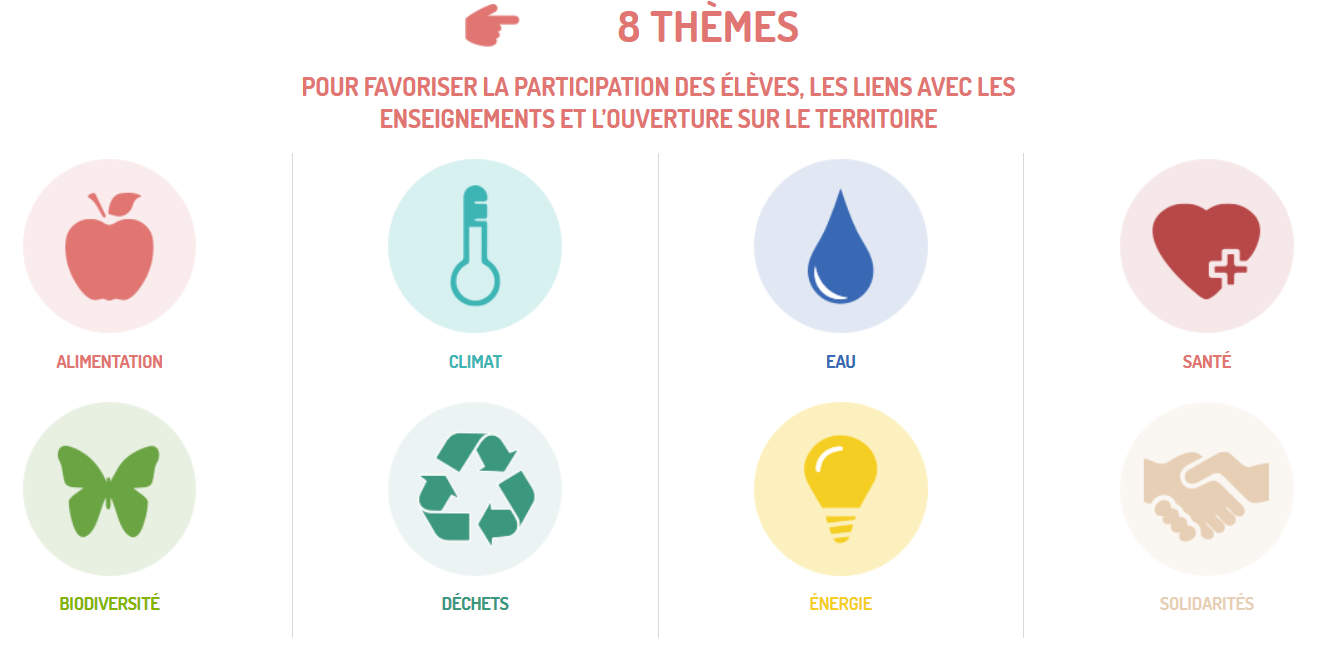 8 THÈMES
POUR FAVORISER LA PARTICIPATION DES ÉLÈVES, LES LIENS AVEC LES
ENSEIGNEMENTS ET L’OUVERTURE SUR LE TERRITOIRE
ALIMENTATION
CLIMAT
EAU
SANTÉ
BIODIVERSITÉ
DÉCHETS
ÉNERGIE
SOLIDARITÉS